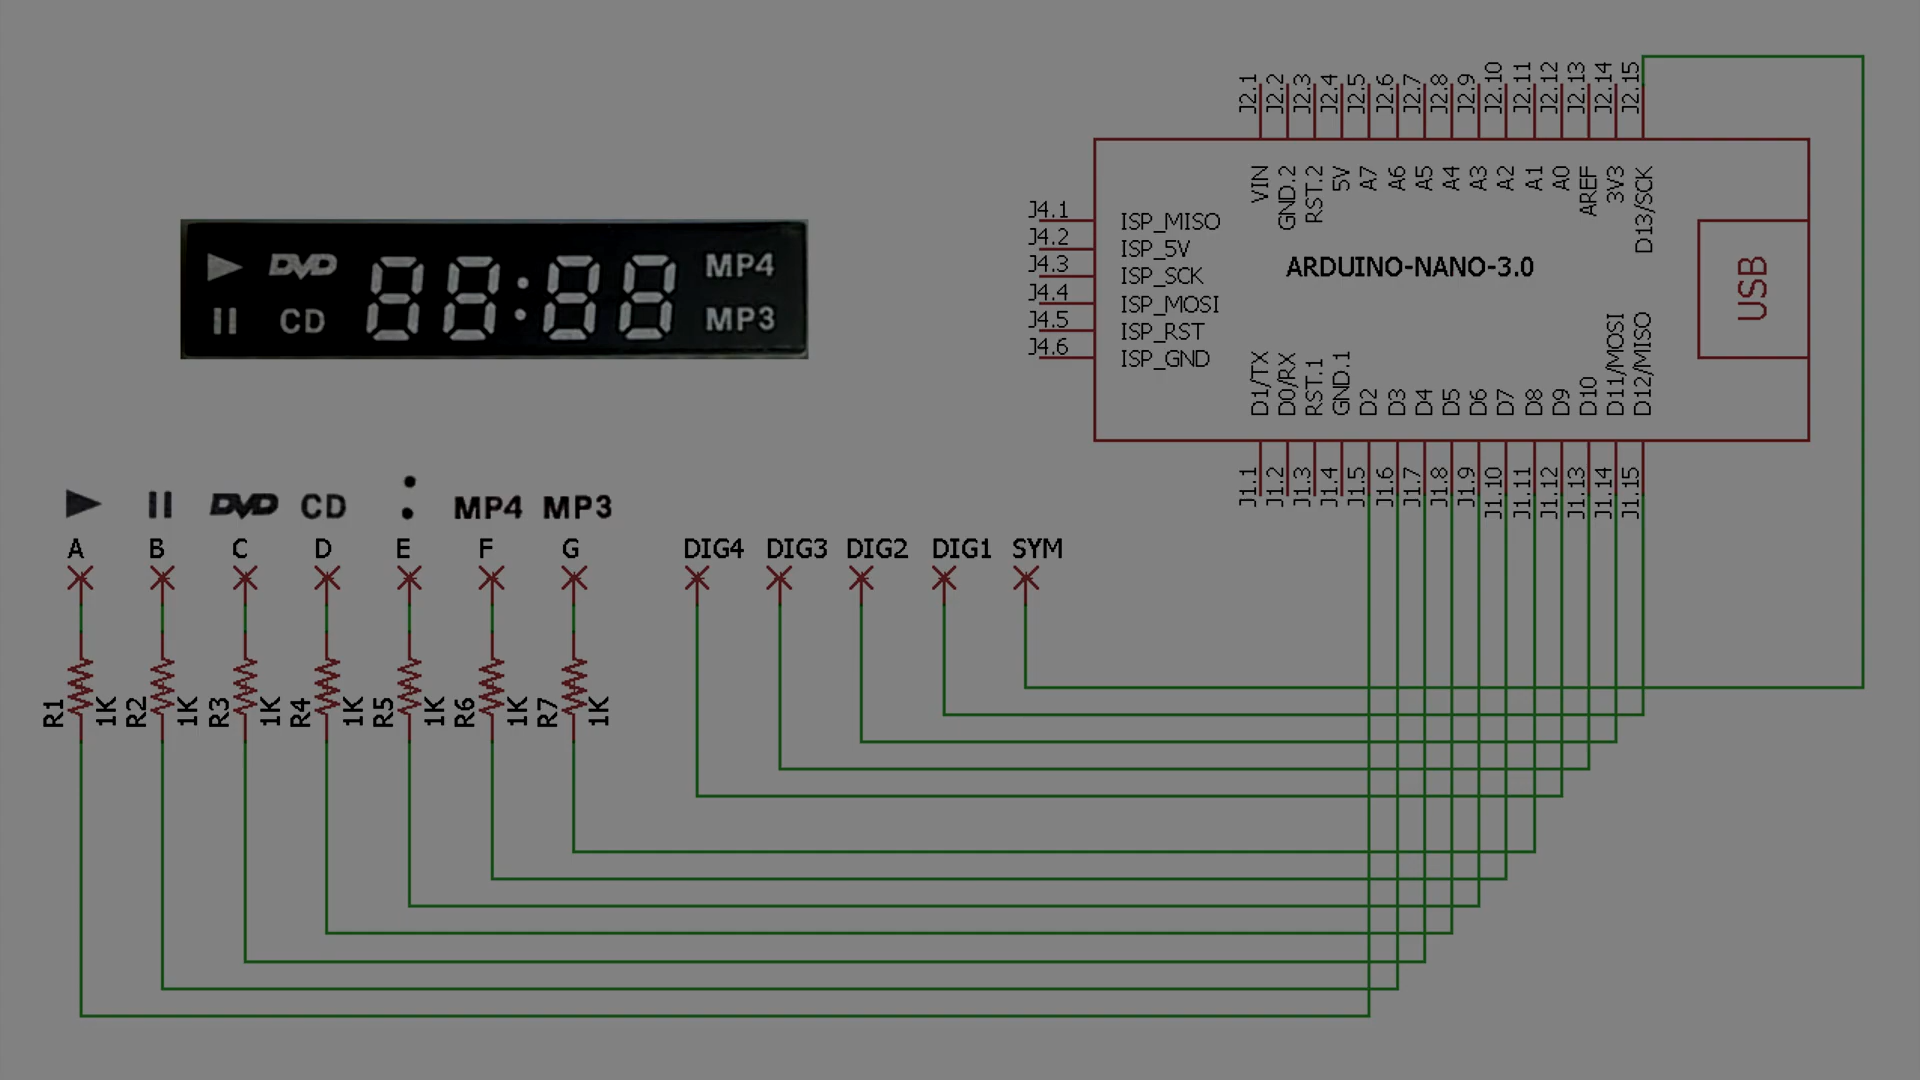 J2.1 J2.2 J2.3 J2.4 J2.5 J2.6 J2.7 J2.8 J2.9 J2.10 J2.11 J2.12 J2.13 J2.14 J2.15
VIN GND.2 RST.2 5V A7 A6 A5 A4 A3 A2 A1 A0 AREF 3V3 D13/SCK
DVD 88:88 MP4
CD MP3
J4.1 ISP_MISO
J4.2 ISP_5V
J4.3 ISP_SCK
J4.4 ISP_MOSI
J4.5 ISP_RST
J4.6 ISP_GND
ARDUINO-NANO-3.0
USB
D1/TX D0/RX RST.1 GND.1 D2 D3 D4 D5 D6 D7 D8 D9 D10 D11/MOSI D12/MISO
J1.1 J1.2 J1.3 J1.4 J1.5 J1.6 J1.7 J1.8 J1.9 J1.10 J1.11 J1.12 J1.13 J1.14 J1.15
DVD CD : MP4 MP3
A B C D E F G DIG4 DIG3 DIG2 DIG1 SYM
R1 1K R2 1K R3 1K R4 1K R5 1K R6 1K R7 1K